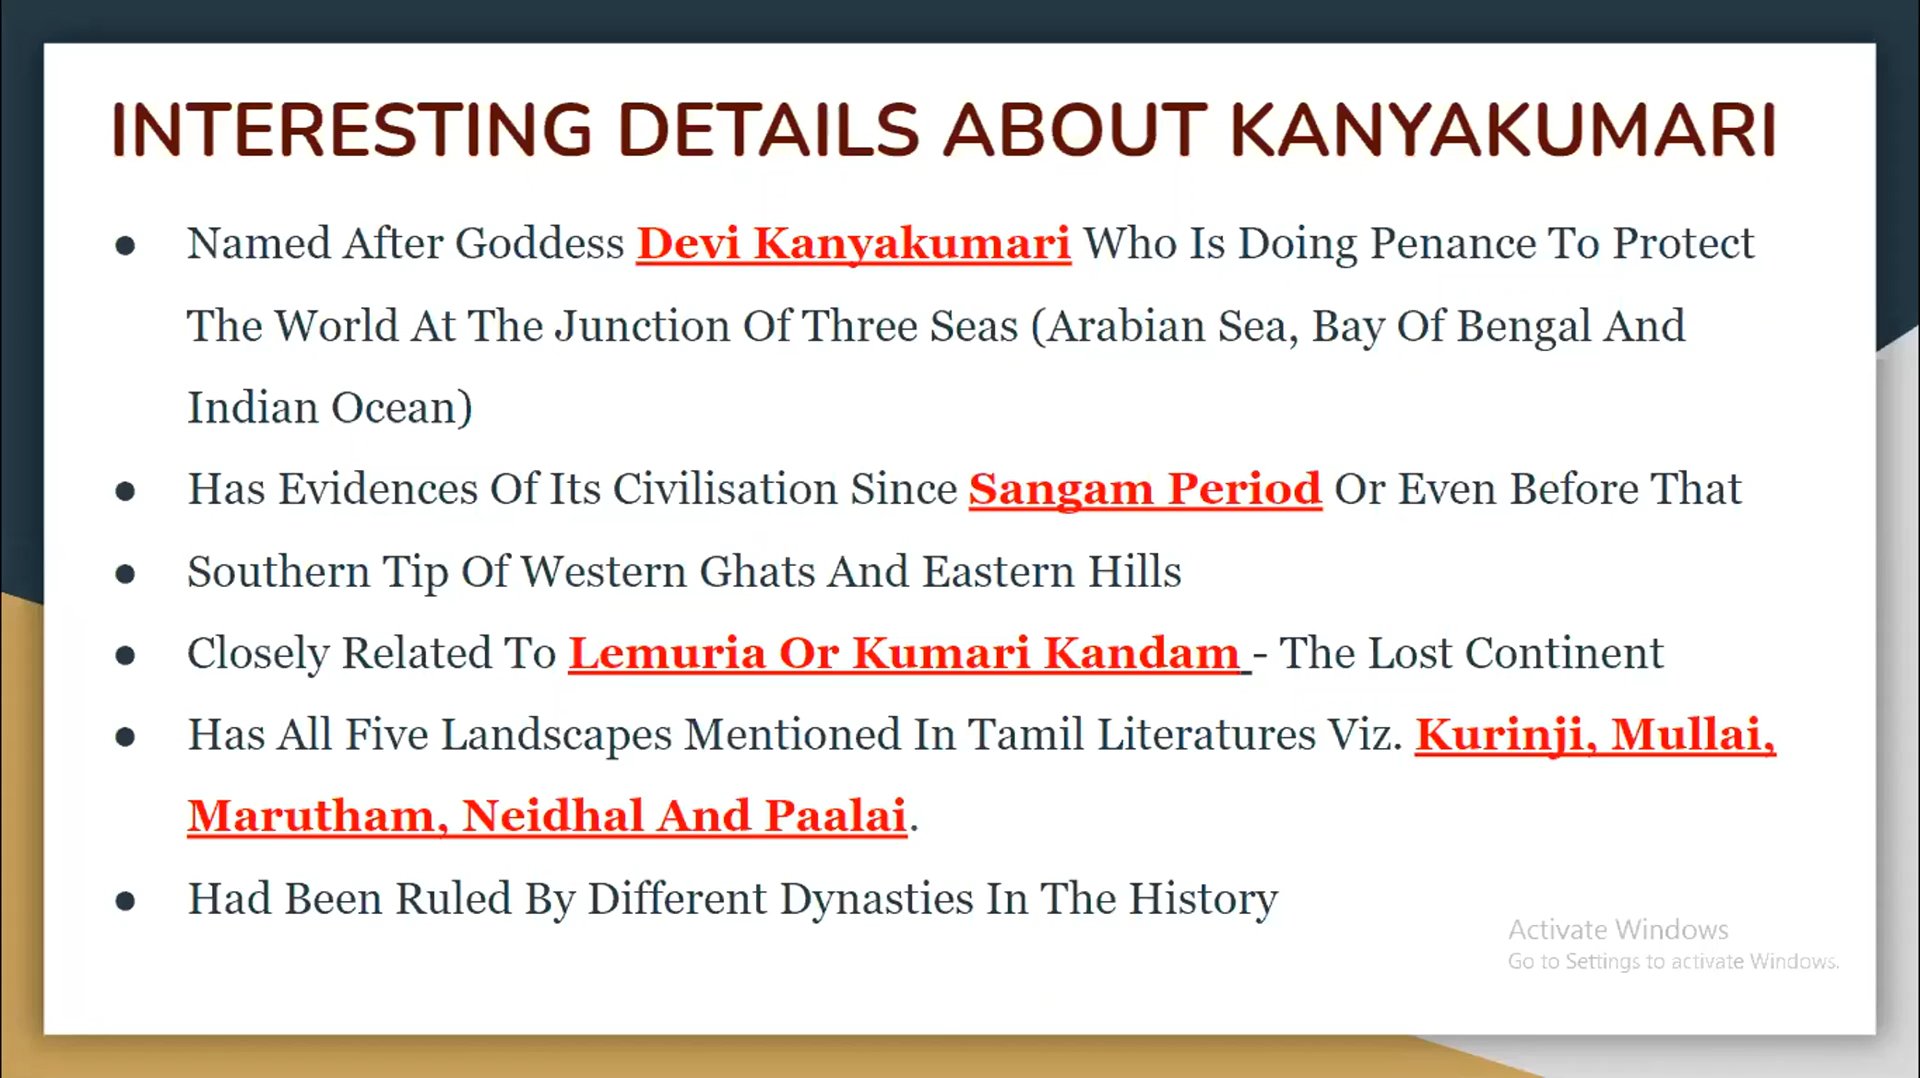 INTERESTING DETAILS ABOUT KANYAKUMARI
● Named After Goddess Devi Kanyakumari Who Is Doing Penance To Protect
The World At The Junction Of Three Seas (Arabian Sea, Bay Of Bengal And
Indian Ocean)
● Has Evidences Of Its Civilisation Since Sangam Period Or Even Before That
● Southern Tip Of Western Ghats And Eastern Hills
● Closely Related To Lemuria Or Kumari Kandam - The Lost Continent
● Has All Five Landscapes Mentioned In Tamil Literatures Viz. Kurinji, Mullai,
Marutham, Neidhal And Paalai.
● Had Been Ruled By Different Dynasties In The History
Activate Windows
Go to Settings to activate Windows.